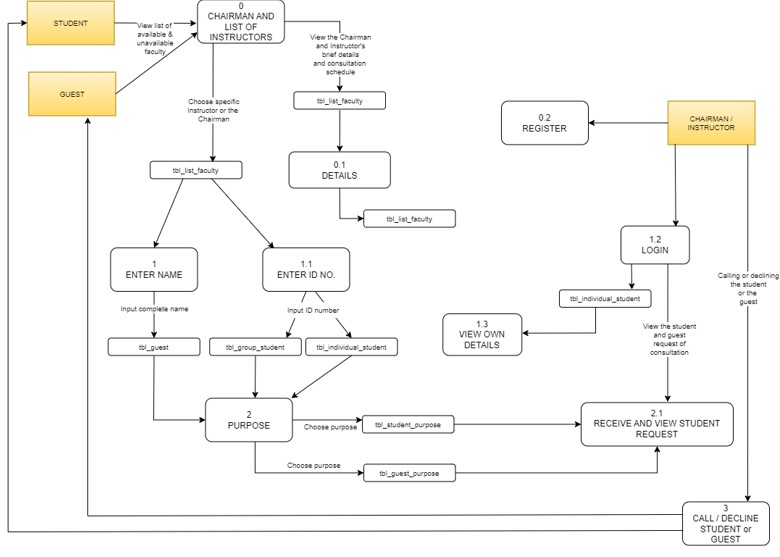 STUDENT
View list of
available &
unavailable
faculty
0
CHAIRMAN AND
LIST OF
INSTRUCTORS
View the Chairman
and Instructor's
brief details
and consultation
schedule
GUEST
Choose specific
Instructor or the
Chairman
tbl_list_faculty
0.2
REGISTER
CHAIRMAN /
INSTRUCTOR
tbl_list_faculty
0.1
DETAILS
tbl_list_faculty
1
ENTER NAME
1.1
ENTER ID NO.
1.2
LOGIN
Calling or declining
the student
or the
guest
tbl_individual_student
Input complete name
Input ID number
1.3
VIEW OWN
DETAILS
View the student
and guest
request of
consultation
tbl_guest
tbl_group_student
tbl_individual_student
2
PURPOSE
Choose purpose
tbl_student_purpose
2.1
RECEIVE AND VIEW STUDENT
REQUEST
Choose purpose
tbl_guest_purpose
3
CALL / DECLINE
STUDENT or
GUEST